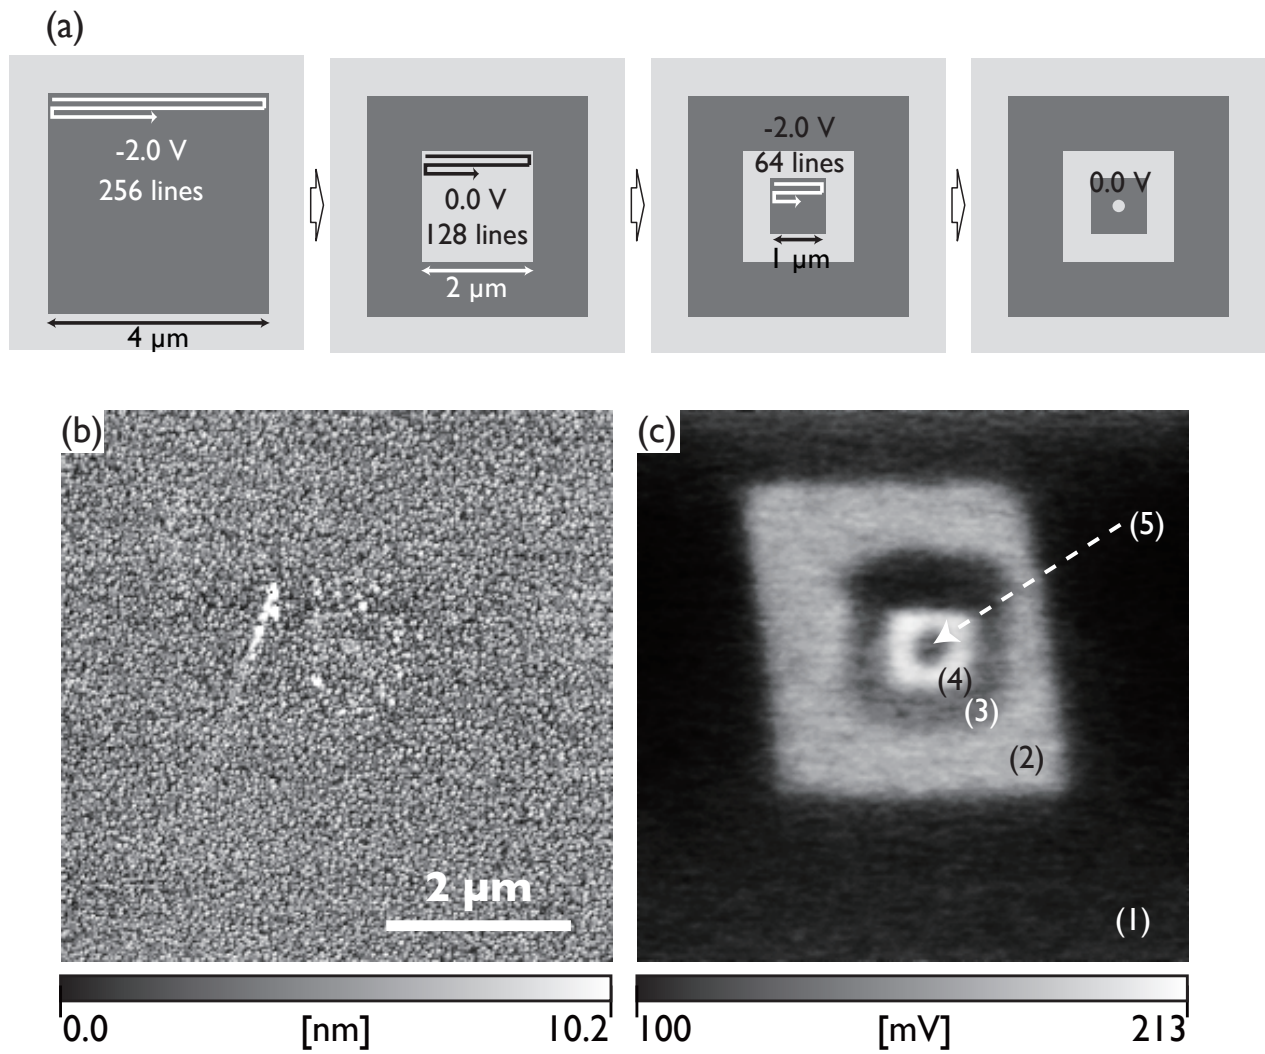 (a)
-2.0 V
256 lines
4 µm
0.0 V
128 lines
2 µm
-2.0 V
64 lines
1 µm
0.0 V
(b)
2 µm
0.0 [nm] 10.2
(c)
(5)
(4)
(3)
(2)
(1)
100 [mV] 213